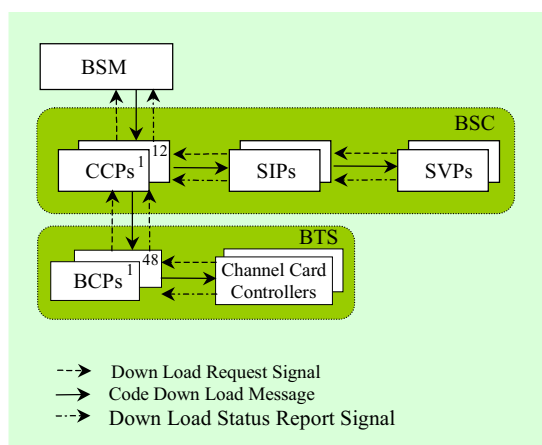 BSM
BSC
CCPs 1 12
SIPs
SVPs
BTS
BCPs 1 48
Channel Card
Controllers
Down Load Request Signal
Code Down Load Message
Down Load Status Report Signal